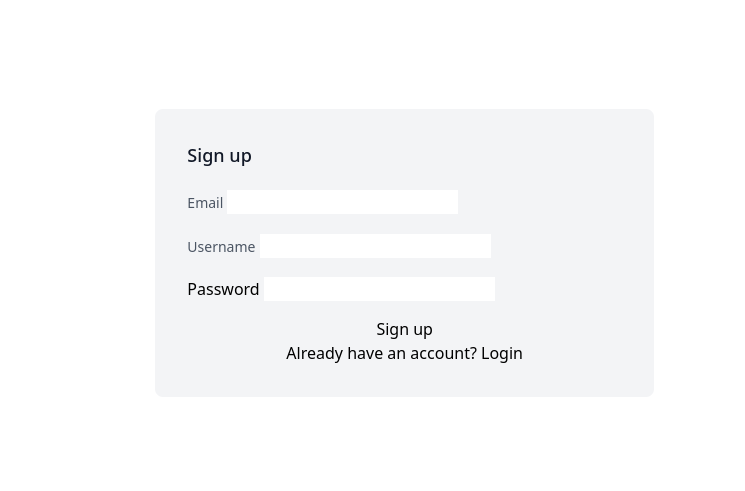 Sign up
Email
Username
Password
Sign up
Already have an account? Login